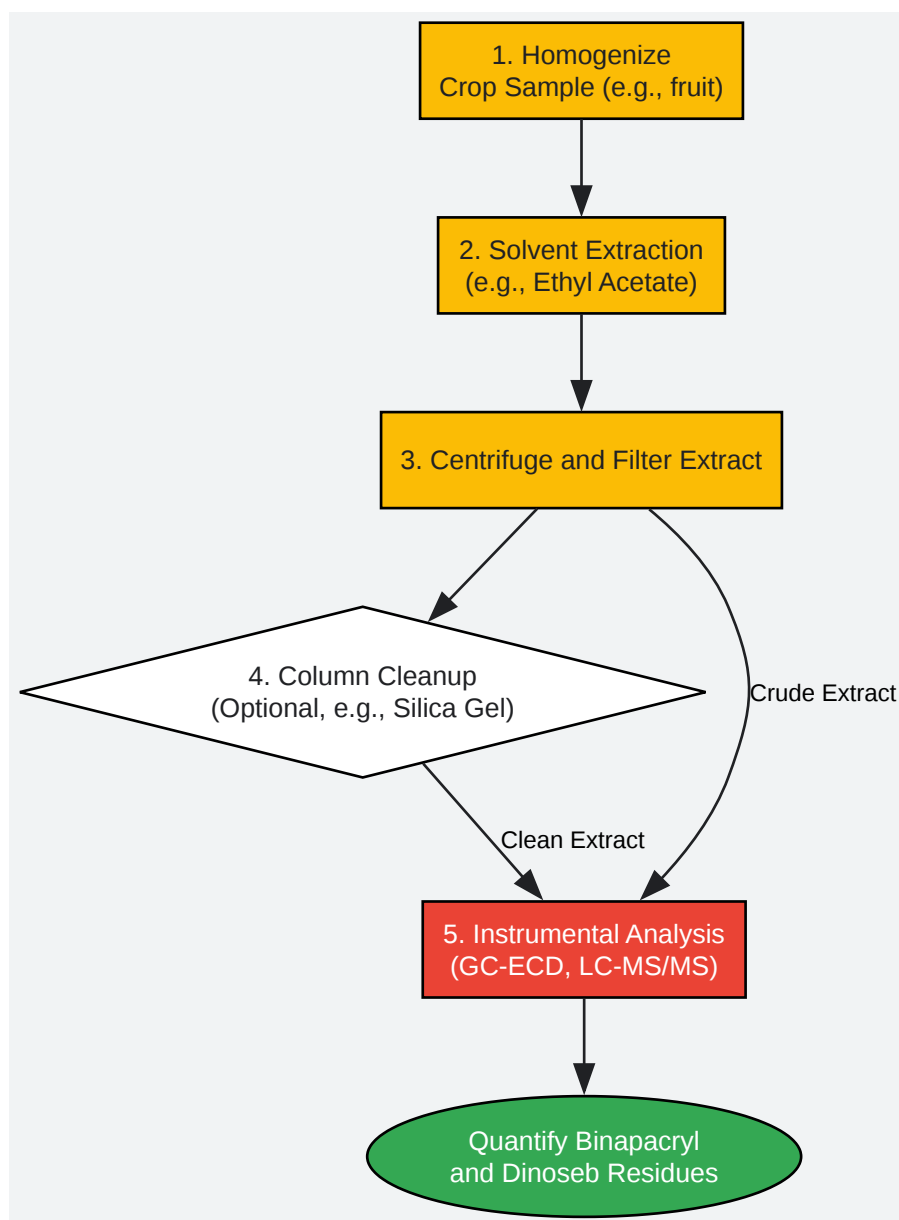 1. Homogenize
Crop Sample (e.g., fruit)
2. Solvent Extraction
(e.g., Ethyl Acetate)
3. Centrifuge and Filter Extract
4. Column Cleanup
(Optional, e.g., Silica Gel)
Crude Extract
Clean Extract
5. Instrumental Analysis
(GC-ECD, LC-MS/MS)
Quantify Binapacryl
and Dinoseb Residues